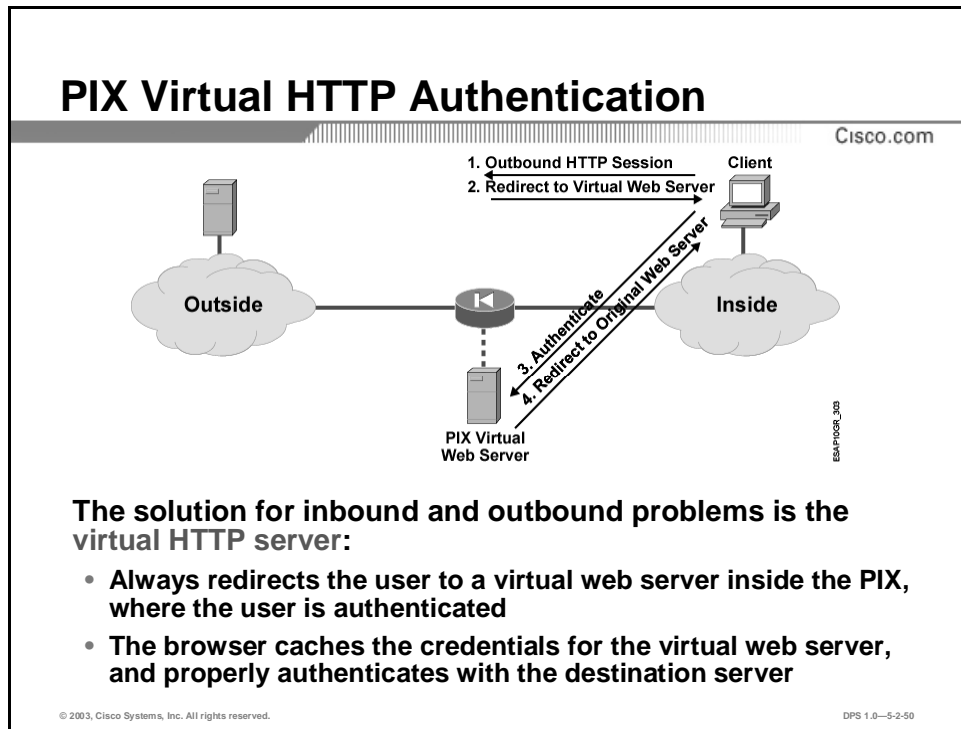 PIX Virtual HTTP Authentication
Cisco.com
1. Outbound HTTP Session
Client
2. Redirect to Virtual Web Server
Outside
Inside
3. Authenticate
4. Redirect to Original Web Server
PIX Virtual
Web Server
ESAP10GR_303
The solution for inbound and outbound problems is the
virtual HTTP server:
• Always redirects the user to a virtual web server inside the PIX,
where the user is authenticated
• The browser caches the credentials for the virtual web server,
and properly authenticates with the destination server
© 2003, Cisco Systems, Inc. All rights reserved.
DPS 1.0—5-2-50